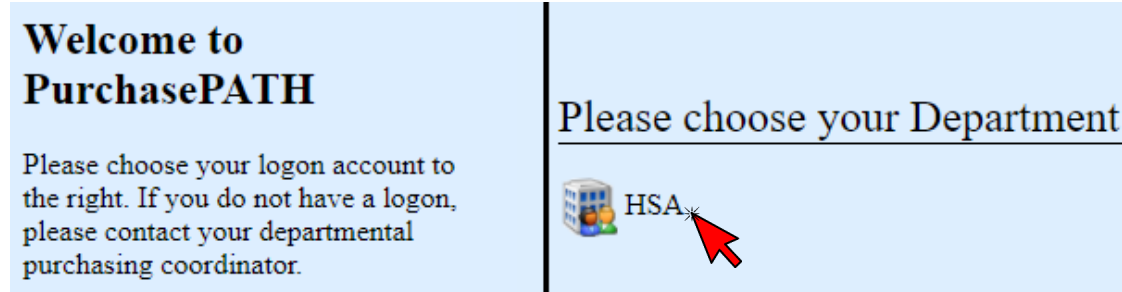 Welcome to
PurchasePATH
Please choose your logon account to
the right. If you do not have a logon,
please contact your departmental
purchasing coordinator.
Please choose your Department
HSA